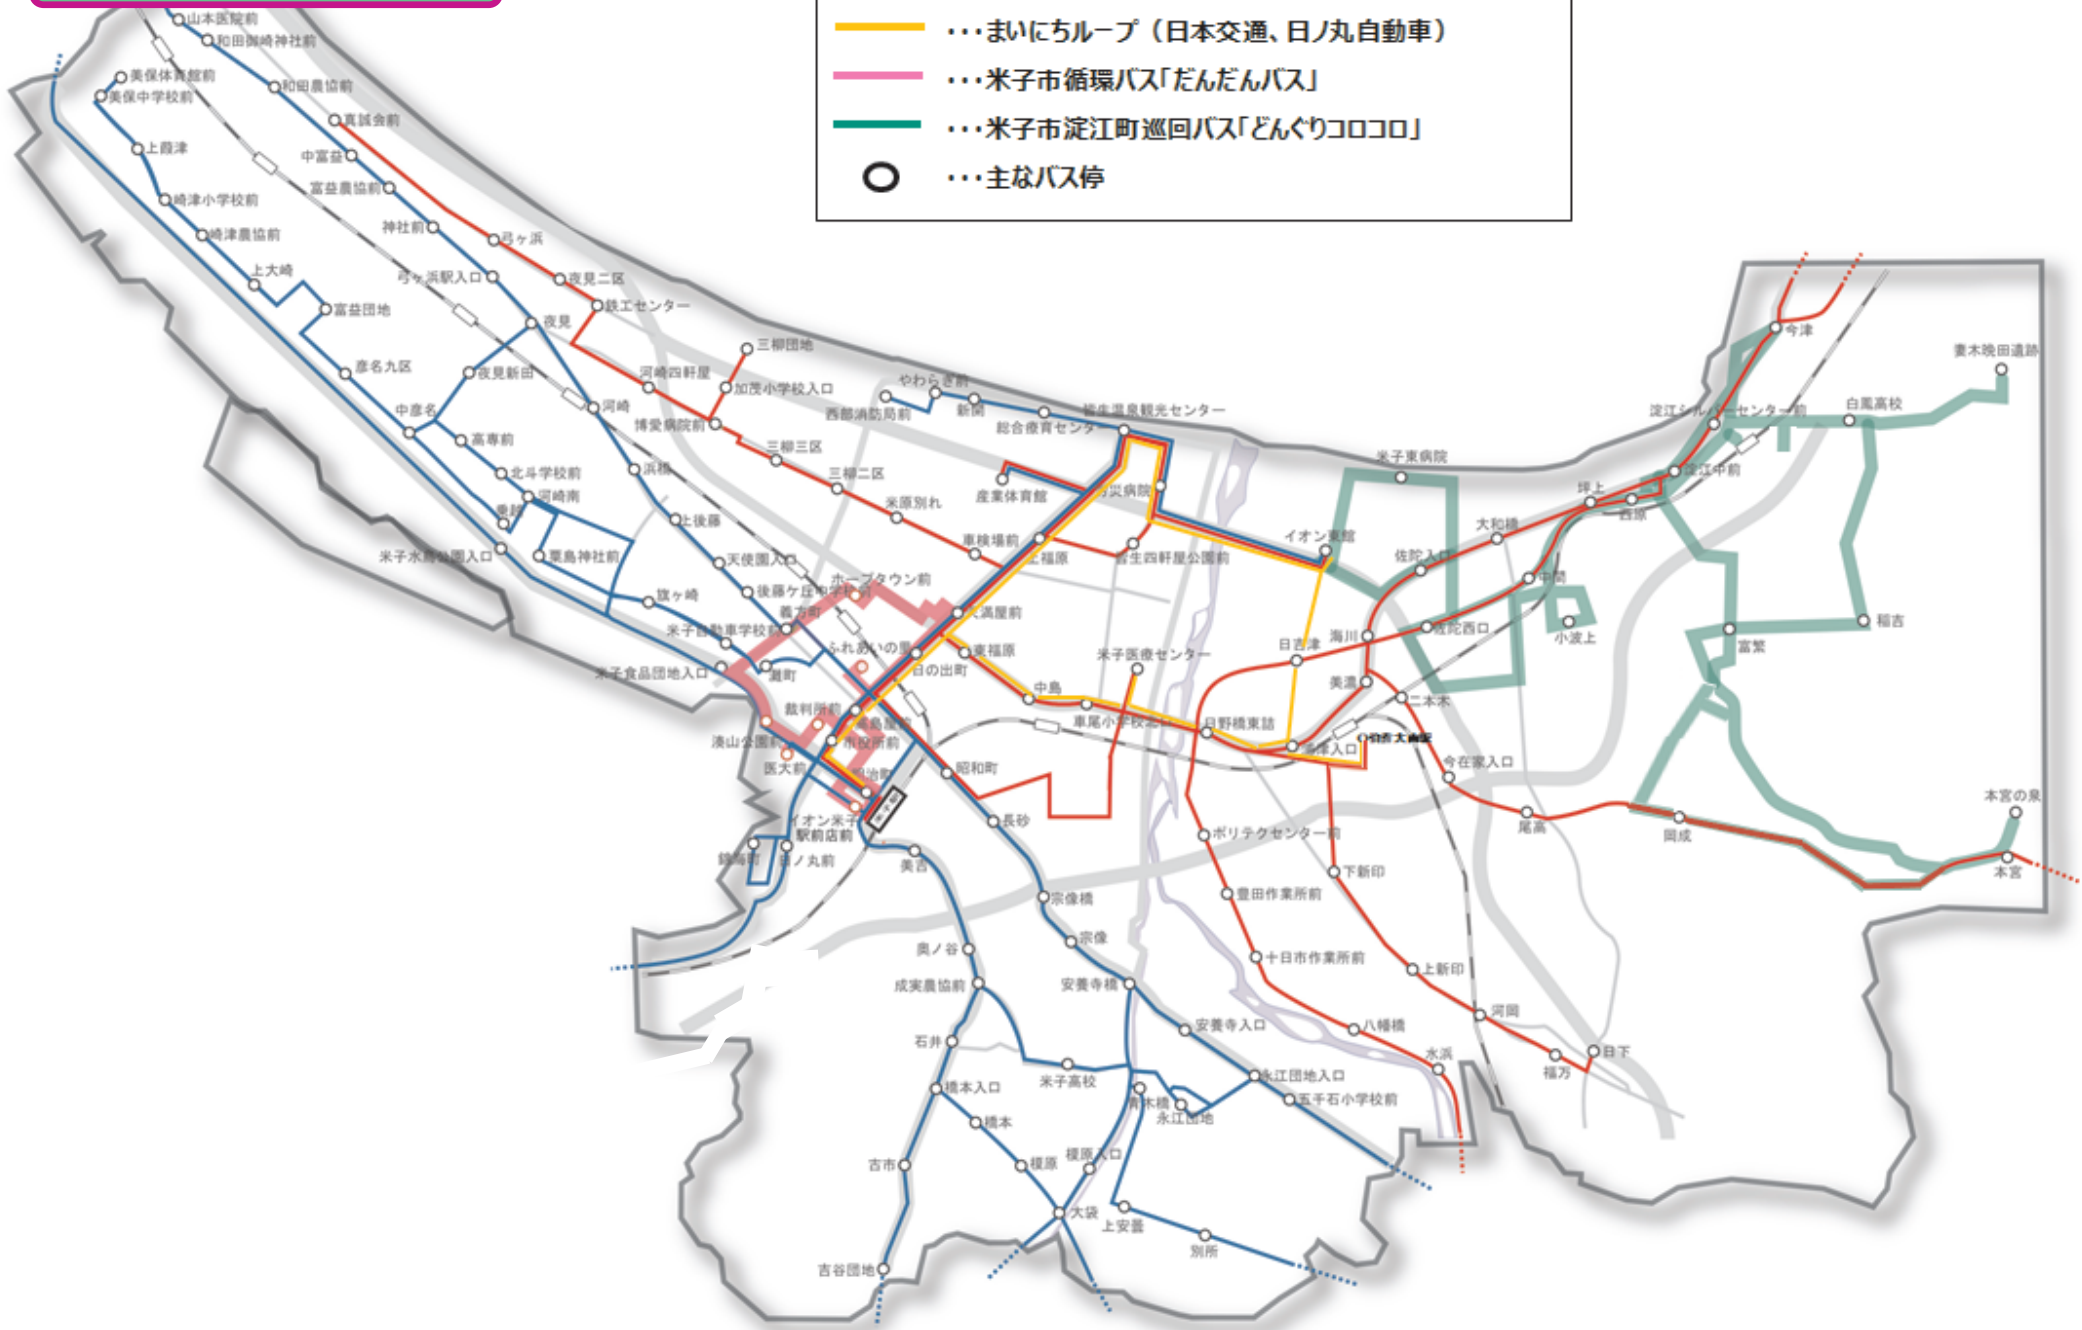 …まいにちループ（日本交通、日ノ丸自動車）
…米子市循環バス「だんだんバス」
…米子市淀江町巡回バス「どんぐりコロコロ」
…主なバス停
山本医院前
和田御崎神社前
美保体育館前
和田農協前
美保中学校前
真誠会前
上葭津
中富益
富益農協前
崎津小学校前
神社前
崎津農協前
弓ヶ浜
上大崎
弓ヶ浜駅入口
夜見二区
鉄工センター
富益団地
夜見
三柳団地
彦名九区
夜見新田
河崎四軒屋
加茂小学校入口
やわらぎ前
新開
西部消防局前
皆生温泉観光センター
総合療育センター
中彦名
河崎
博愛病院前
高専前
三柳三区
北斗学校前
浜橋
三柳二区
産業体育館
労災病院
河崎南
米原別れ
乗越
上後藤
車検場前
上福原
皆生四軒屋公園前
イオン東館
米子水鳥公園入口
粟島神社前
天使園入口
ホープタウン前
旗ヶ崎
義方町
天満屋前
米子自動車学校前
ふれあいの里
日の出町
東福原
米子医療センター
米子食品団地入口
灘町
中島
車尾小学校北口
日野橋東詰
日吉津
裁判所前
湊山公園前
市役所前
医大前
昭和町
イオン米子
駅前店前
長砂
錦海町
日ノ丸前
美吉
宗像橋
宗像
奥ノ谷
成実農協前
安養寺橋
石井
安養寺入口
米子高校
橋本入口
青木橋
永江団地
永江団地入口
五千石小学校前
橋本
古市
榎原
榎原入口
大袋
上安曇
別所
吉谷団地
今津
妻木晩田遺跡
淀江シルバーセンター前
白鳳高校
米子東病院
淀江中前
坪上
西原
大和橋
佐陀入口
中間
佐陀西口
小波上
稲吉
富繁
海川
美濃
二本木
今在家入口
尾高
岡成
本宮の泉
本宮
ポリテクセンター前
下新印
豊田作業所前
十日市作業所前
上新印
河岡
八幡橋
水浜
福万
日下